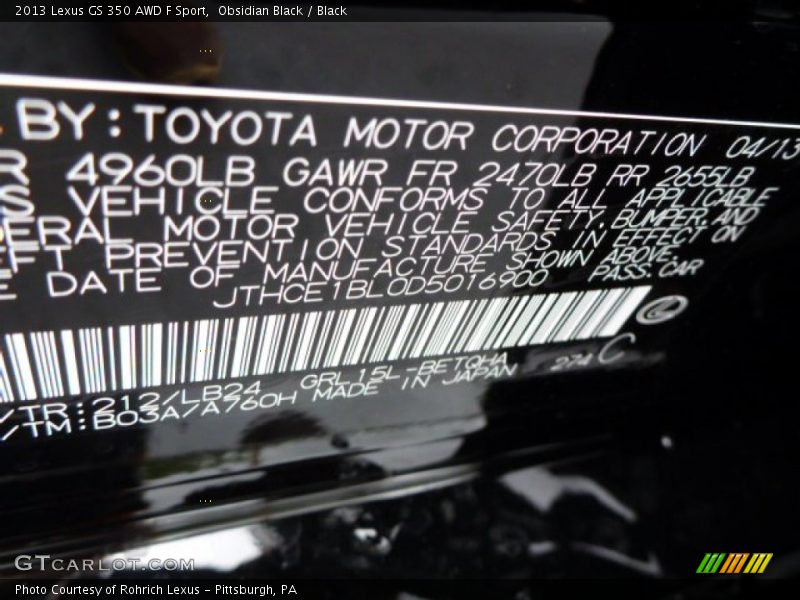 2013 Lexus GS 350 AWD F Sport,  Obsidian Black / Black
BY:TOYOTA MOTOR CORPORATION 04/13
R 4960LB GAWR FR 2470LB RR 2655LB
S VEHICLE CONFORMS TO ALL APPLICABLE
DERAL MOTOR VEHICLE SAFETY, BUMPER, AND
EFT PREVENTION STANDARDS IN EFFECT ON
E DATE OF MANUFACTURE SHOWN ABOVE.
JTHCE1BL0D5016900 PASS.CAR
/TR:212/LB24 GRL15L-BETQHA 274 C
/TM:B03A/A760H MADE IN JAPAN
GTCARLOT.COM
Photo Courtesy of Rohrich Lexus - Pittsburgh, PA